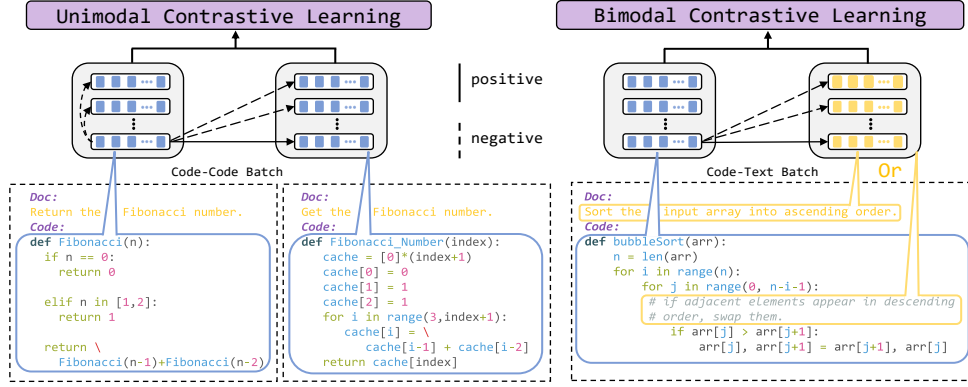 Unimodal Contrastive Learning
Bimodal Contrastive Learning
positive
negative
Code-Code Batch
Code-Text Batch
Or
Doc:
Return the Fibonacci number.
Code:
def Fibonacci(n):
if n == 0:
return 0
elif n in [1,2]:
return 1
return \
Fibonacci(n-1)+Fibonacci(n-2)
Doc:
Get the Fibonacci number.
Code:
def Fibonacci_Number(index):
cache = [0]*(index+1)
cache[0] = 0
cache[1] = 1
cache[2] = 1
for i in range(3,index+1):
cache[i] = \
cache[i-1] + cache[i-2]
return cache[index]
Doc:
Sort the input array into ascending order.
Code:
def bubbleSort(arr):
n = len(arr)
for i in range(n):
for j in range(0, n-i-1):
# if adjacent elements appear in descending
# order, swap them.
if arr[j] > arr[j+1]:
arr[j], arr[j+1] = arr[j+1], arr[j]